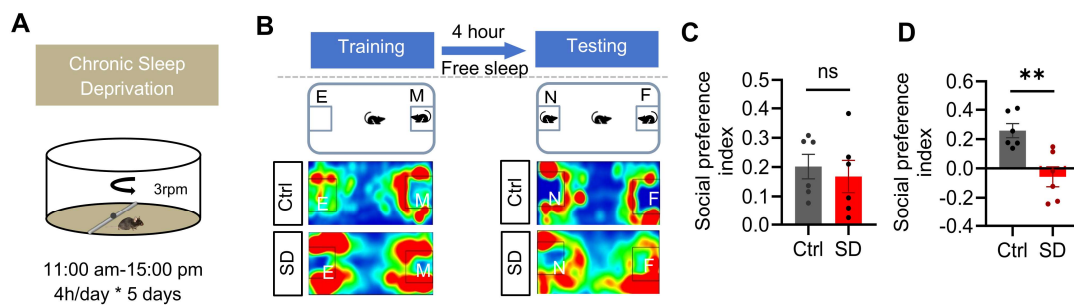 A
Chronic Sleep
Deprivation
3rpm
11:00 am-15:00 pm
4h/day * 5 days
B
Training
4 hour
Free sleep
Testing
E
M
N
F
Ctrl
E
M
Ctrl
N
F
SD
E
M
SD
N
F
C
ns
Social preference
index
0.5
0.4
0.3
0.2
0.1
0.0
Ctrl
SD
D
**
Social preference
index
0.6
0.4
0.2
0.0
-0.2
-0.4
Ctrl
SD